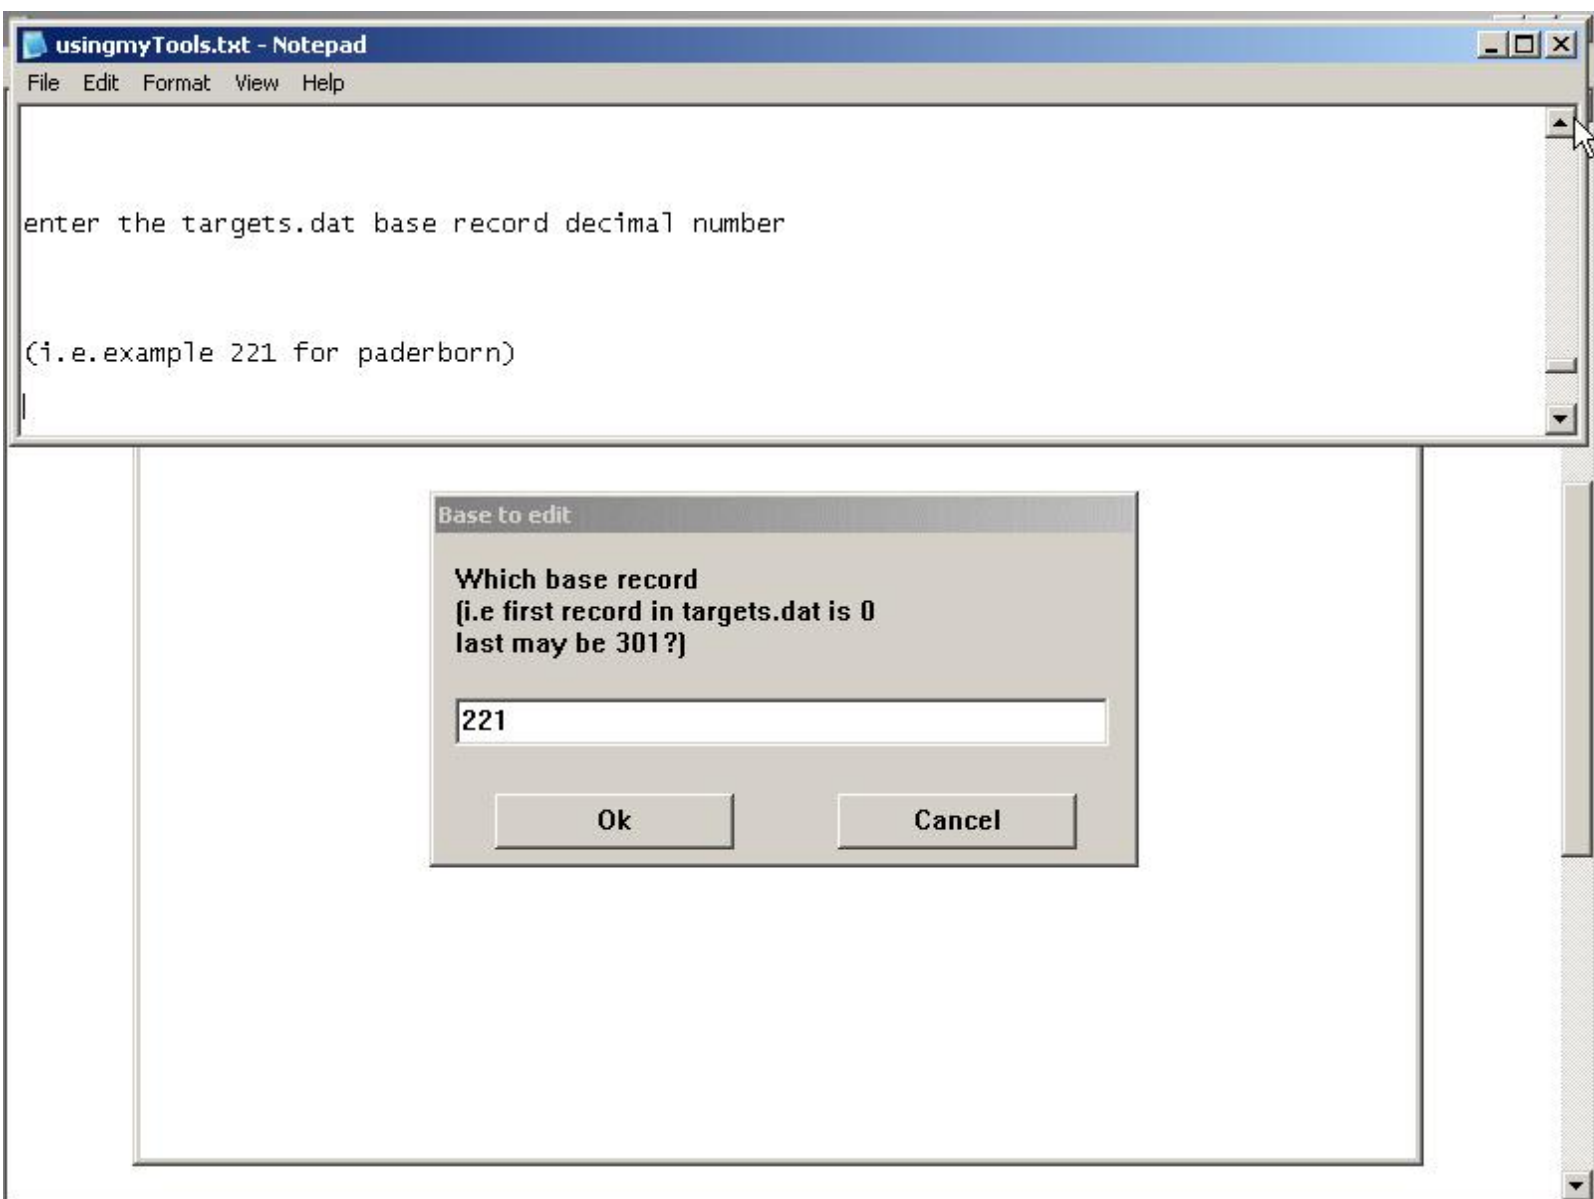 usingmyTools.txt - Notepad
File Edit Format View Help
enter the targets.dat base record decimal number
(i.e.example 221 for paderborn)
Base to edit
Which base record
(i.e first record in targets.dat is 0
last may be 301?)
221
Ok Cancel